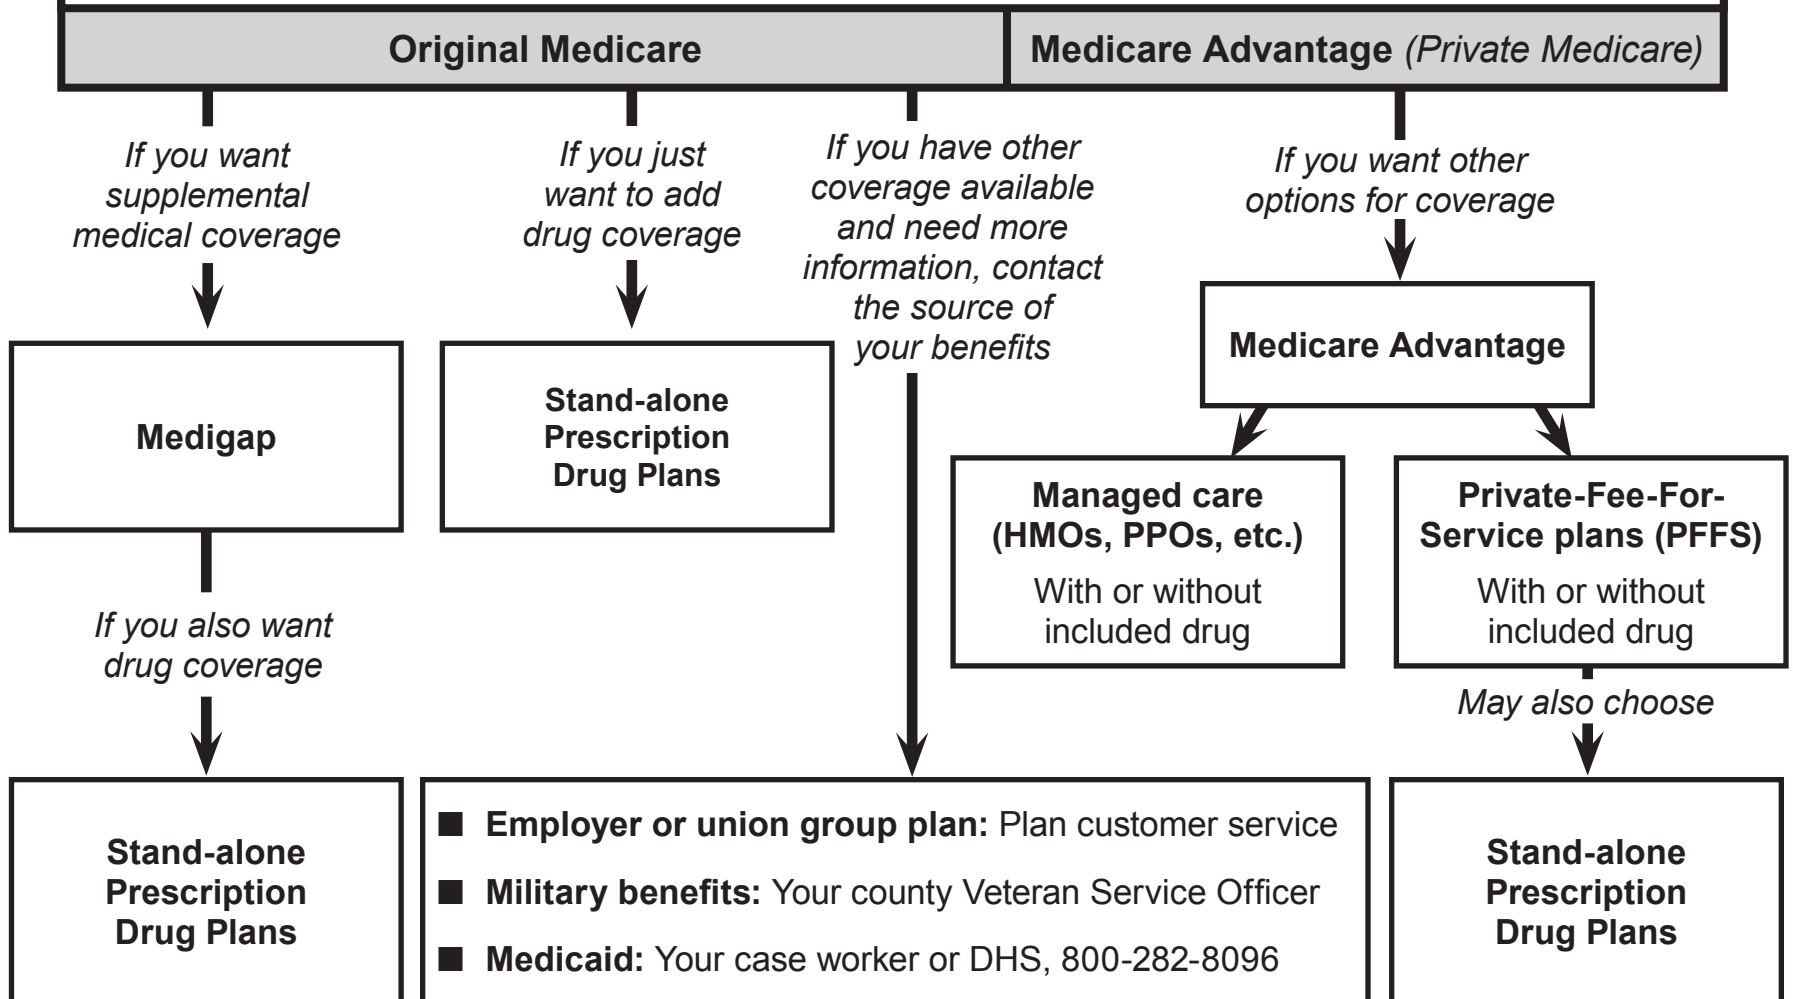 Original Medicare
Medicare Advantage (Private Medicare)
If you want
supplemental
medical coverage
If you just
want to add
drug coverage
If you have other
coverage available
and need more
information, contact
the source of
your benefits
If you want other
options for coverage
Medicare Advantage
Medigap
Stand-alone
Prescription
Drug Plans
Managed care
(HMOs, PPOs, etc.)
With or without
included drug
Private-Fee-For-
Service plans (PFFS)
With or without
included drug
If you also want
drug coverage
May also choose
Stand-alone
Prescription
Drug Plans
■ Employer or union group plan: Plan customer service
■ Military benefits: Your county Veteran Service Officer
■ Medicaid: Your case worker or DHS, 800-282-8096
Stand-alone
Prescription
Drug Plans